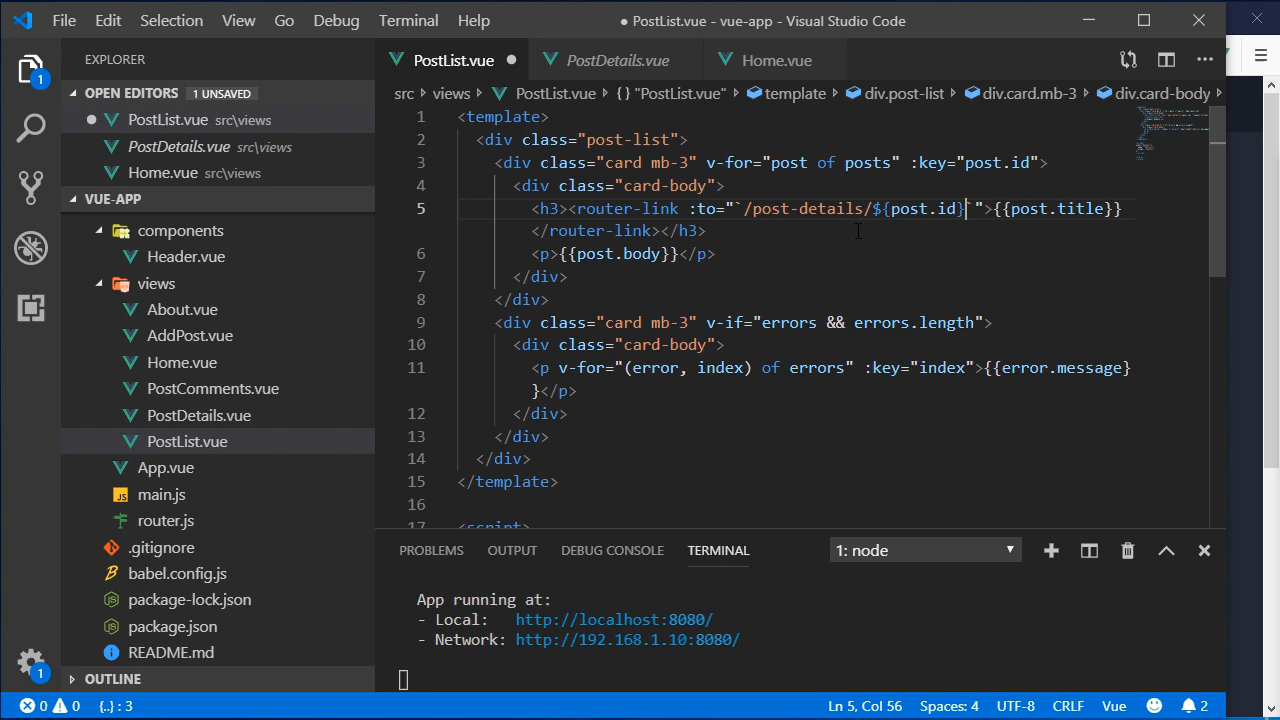 File Edit Selection View Go Debug Terminal Help ● PostList.vue - vue-app - Visual Studio Code
EXPLORER
OPEN EDITORS 1 UNSAVED
PostList.vue src\views
PostDetails.vue src\views
Home.vue src\views
VUE-APP
components
Header.vue
views
About.vue
AddPost.vue
Home.vue
PostComments.vue
PostDetails.vue
PostList.vue
App.vue
JS main.js
router.js
.gitignore
babel.config.js
package-lock.json
package.json
README.md
OUTLINE
1
1
PostList.vue ● PostDetails.vue Home.vue
src › views › PostList.vue › {} "PostList.vue" › template › div.post-list › div.card.mb-3 › div.card-body ›
1 <template>
2 <div class="post-list">
3 <div class="card mb-3" v-for="post of posts" :key="post.id">
4 <div class="card-body">
5 <h3><router-link :to="`/post-details/${post.id}`">{{post.title}}
</router-link></h3>
6 <p>{{post.body}}</p>
7 </div>
8 </div>
9 <div class="card mb-3" v-if="errors && errors.length">
10 <div class="card-body">
11 <p v-for="(error, index) of errors" :key="index">{{error.message}
}</p>
12 </div>
13 </div>
14 </div>
15 </template>
16
17 <script>
PROBLEMS OUTPUT DEBUG CONSOLE TERMINAL 1: node
App running at:
- Local: http://localhost:8080/
- Network: http://192.168.1.10:8080/
0 0 {..} : 3 Ln 5, Col 56 Spaces: 4 UTF-8 CRLF Vue 2